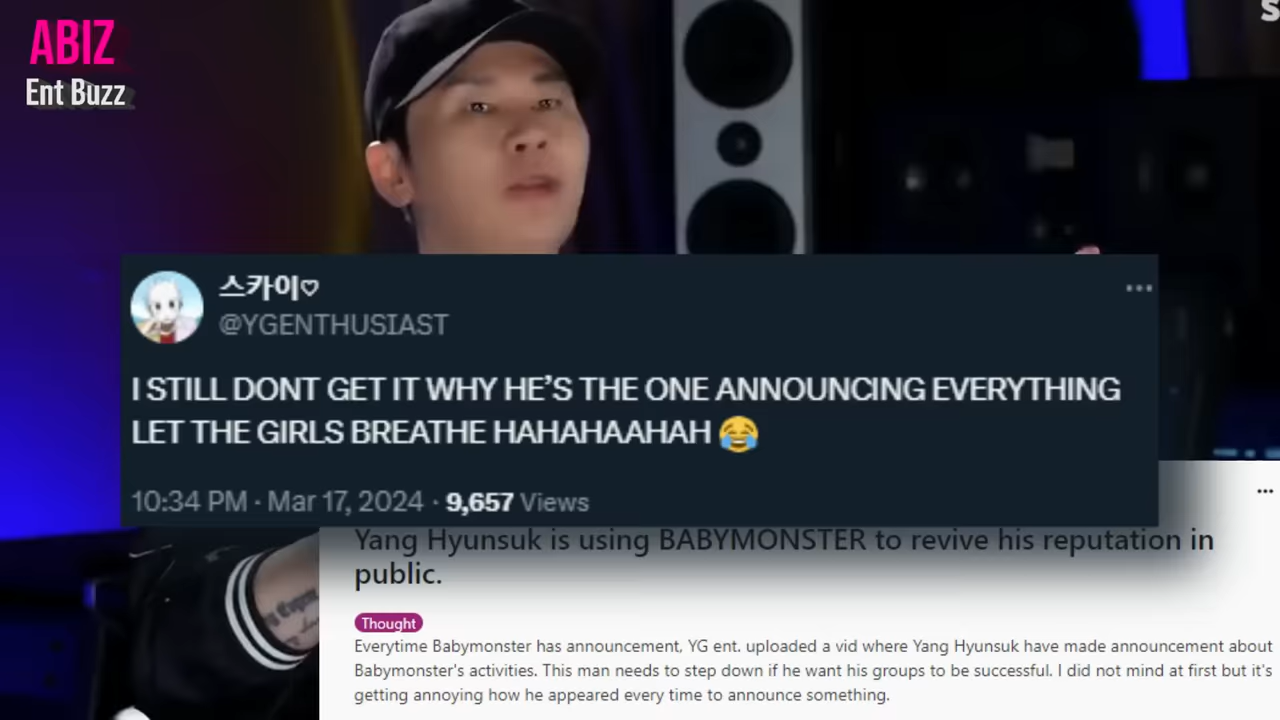 ABIZ
Ent Buzz
S
스카이♡
@YGENTHUSIAST
I STILL DONT GET IT WHY HE'S THE ONE ANNOUNCING EVERYTHING
LET THE GIRLS BREATHE HAHAHAAHAH 😂
10:34 PM · Mar 17, 2024 · 9,657 Views
Yang Hyunsuk is using BABYMONSTER to revive his reputation in
public.
Thought
Everytime Babymonster has announcement, YG ent. uploaded a vid where Yang Hyunsuk have made announcement about
Babymonster's activities. This man needs to step down if he want his groups to be successful. I did not mind at first but it's
getting annoying how he appeared every time to announce something.